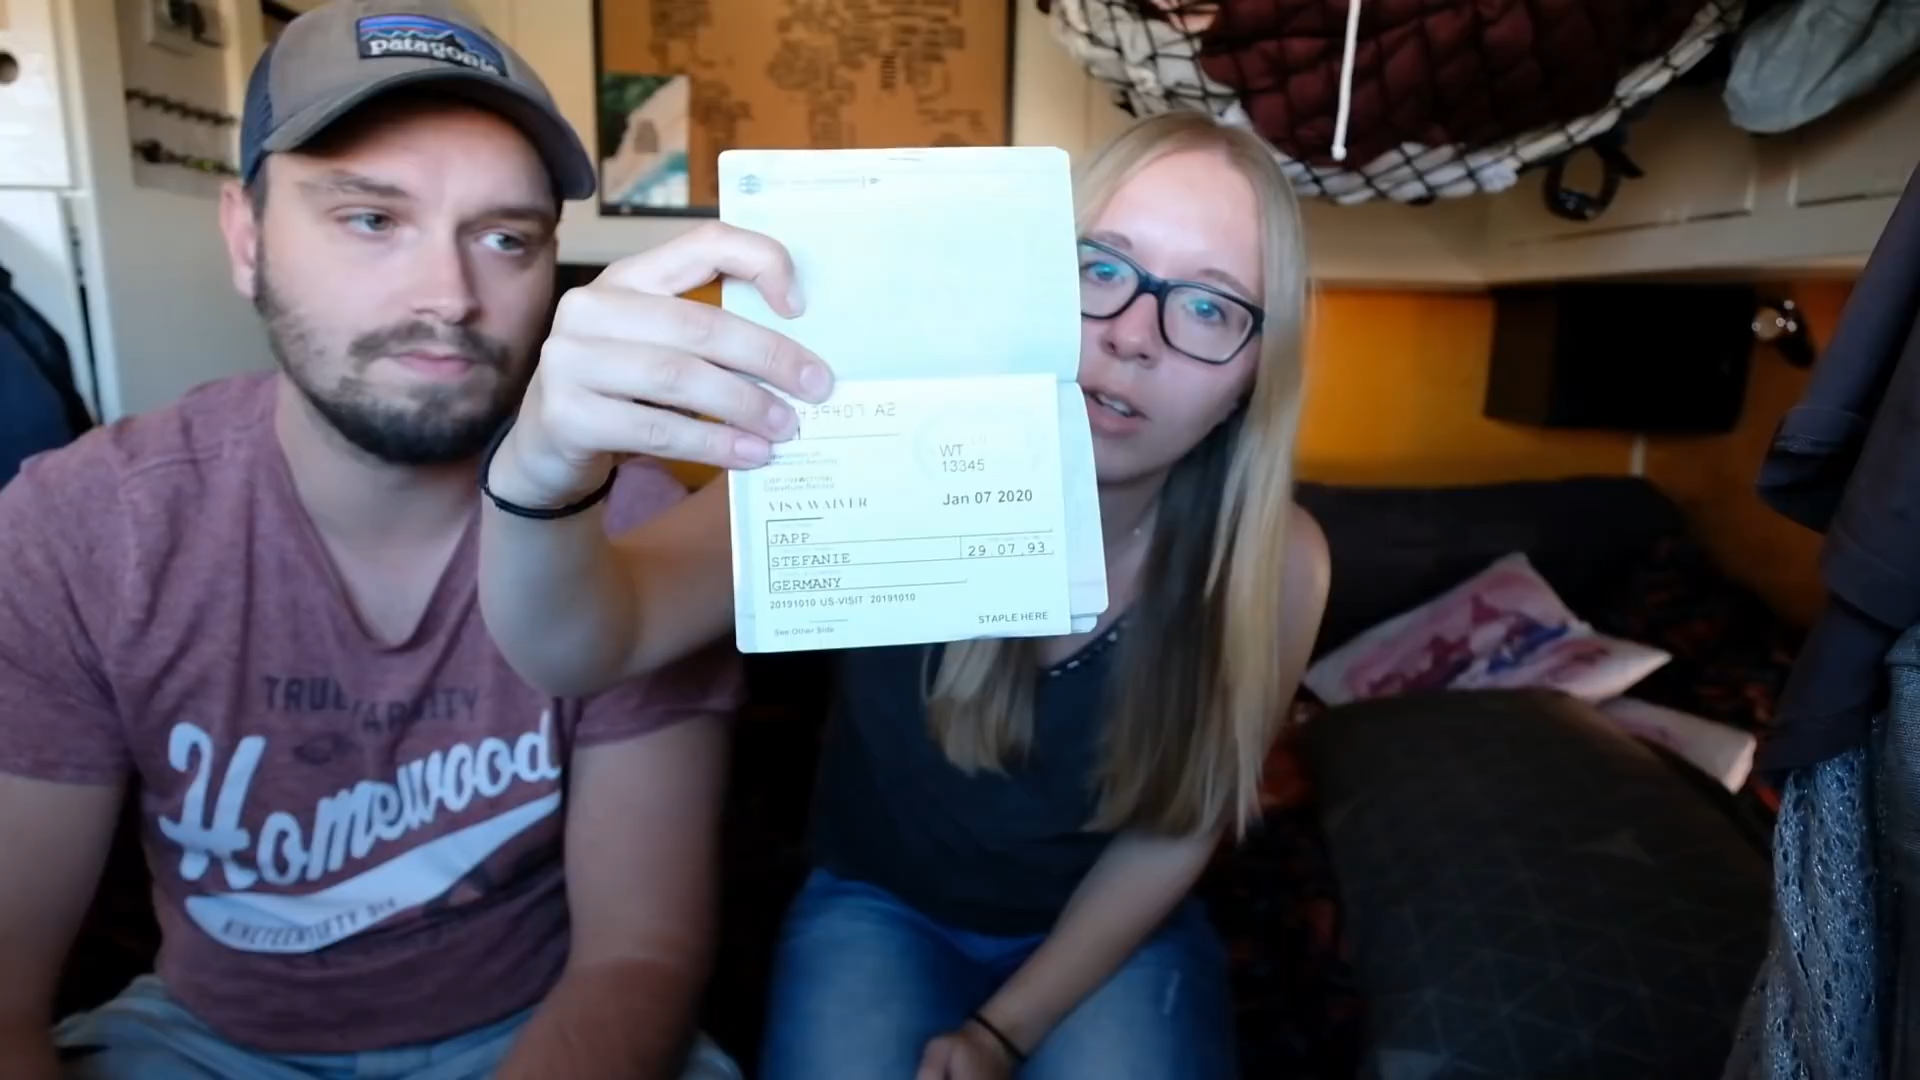 patagonia
439407 A2
WT
13345
VISA WAIVER
Jan 07 2020
JAPP
STEFANIE
29.07.93
GERMANY
20191010 US-VISIT 20191010
See Other Side
STAPLE HERE
TRUE VARSITY
Homewood